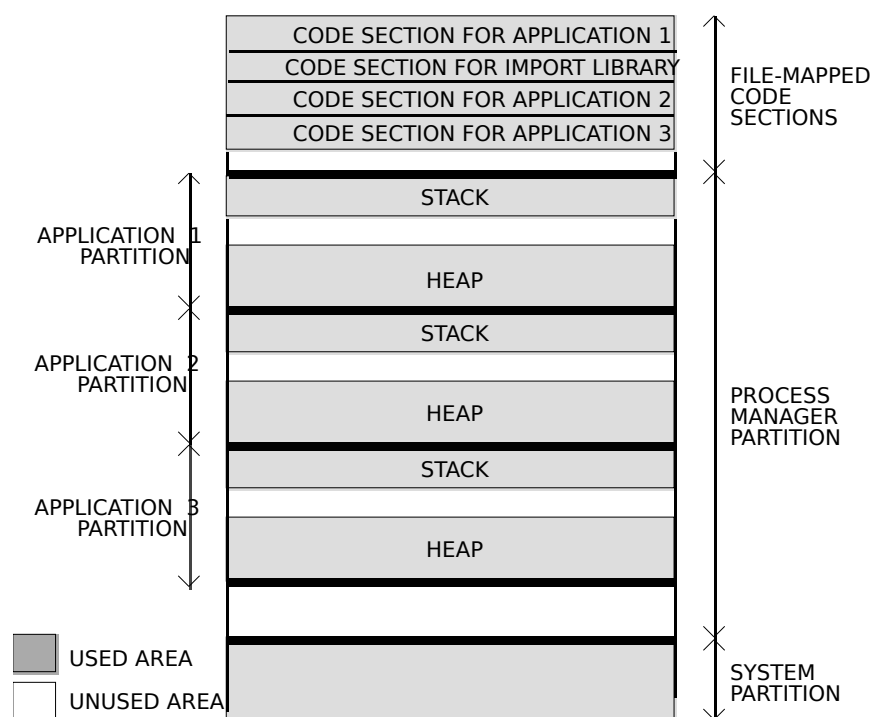 CODE SECTION FOR APPLICATION 1
CODE SECTION FOR IMPORT LIBRARY
CODE SECTION FOR APPLICATION 2
CODE SECTION FOR APPLICATION 3
FILE-MAPPED
CODE
SECTIONS
STACK
APPLICATION 1
PARTITION
HEAP
STACK
APPLICATION 2
PARTITION
HEAP
PROCESS
MANAGER
PARTITION
STACK
APPLICATION 3
PARTITION
HEAP
USED AREA
UNUSED AREA
SYSTEM
PARTITION